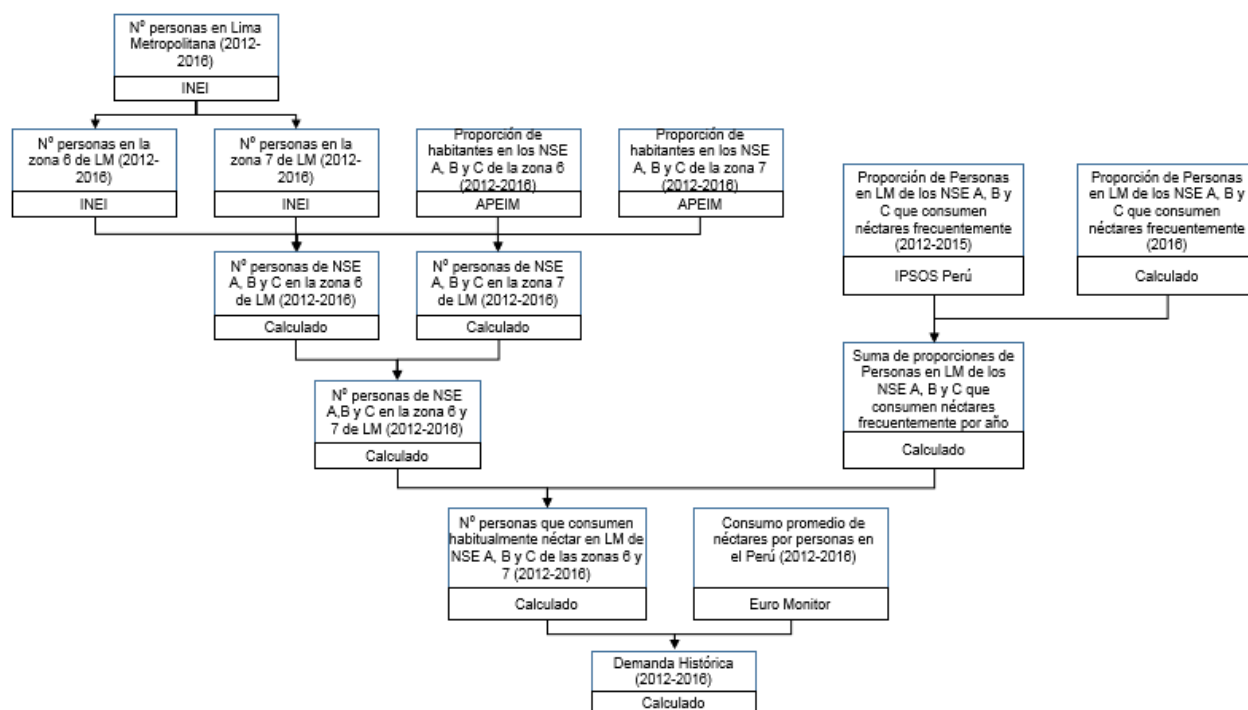 Nº personas en Lima
Metropolitana (2012-
2016)
INEI
Nº personas en la
zona 6 de LM (2012-
2016)
INEI
Nº personas en la
zona 7 de LM (2012-
2016)
INEI
Proporción de
habitantes en los NSE
A, B y C de la zona 6
(2012-2016)
APEIM
Proporción de
habitantes en los NSE
A, B y C de la zona 7
(2012-2016)
APEIM
Proporción de Personas
en LM de los NSE A, B y
C que consumen
néctares frecuentemente
(2012-2015)
IPSOS Perú
Proporción de Personas
en LM de los NSE A, B y
C que consumen
néctares frecuentemente
(2016)
Calculado
Nº personas de NSE
A, B y C en la zona 6
de LM (2012-2016)
Calculado
Nº personas de NSE
A, B y C en la zona 7
de LM (2012-2016)
Calculado
Suma de proporciones de
Personas en LM de los
NSE A, B y C que
consumen néctares
frecuentemente por año
Calculado
Nº personas de NSE
A,B y C en la zona 6 y
7 de LM (2012-2016)
Calculado
Nº personas que consumen
habitualmente néctar en LM de
NSE A, B y C de las zonas 6 y
7 (2012-2016)
Calculado
Consumo promedio de
néctares por personas en
el Perú (2012-2016)
Euro Monitor
Demanda Histórica
(2012-2016)
Calculado